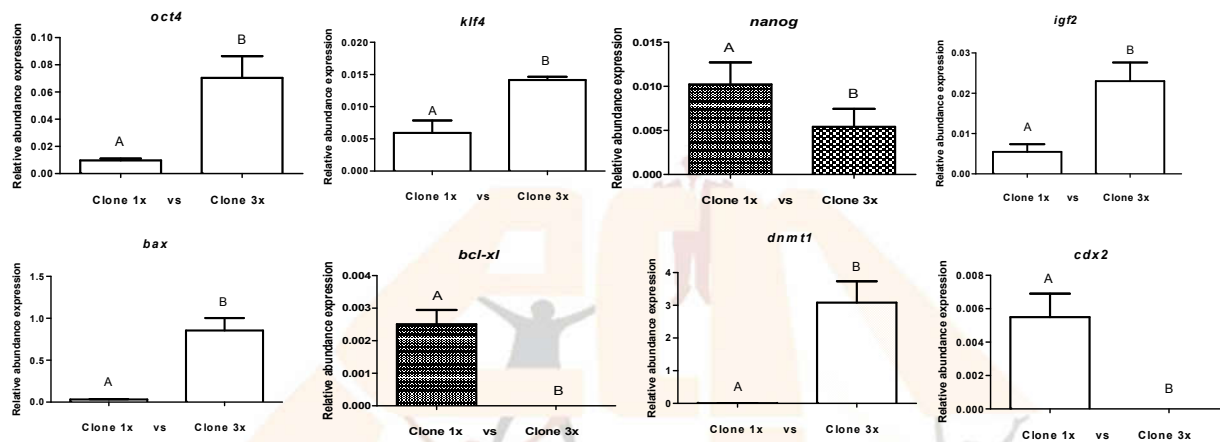 oct4
Relative abundance expression
0.10
0.08
0.06
0.04
0.02
0.00
A
B
Clone 1x vs Clone 3x
klf4
Relative abundance expression
0.020
0.015
0.010
0.005
0.000
A
B
Clone 1x vs Clone 3x
nanog
Relative abundance expression
0.015
0.010
0.005
0.000
A
B
Clone 1x vs Clone 3x
igf2
Relative abundance expression
0.03
0.02
0.01
0.00
A
B
Clone 1x vs Clone 3x
bax
Relative abundance expression
1.5
1.0
0.5
0.0
A
B
Clone 1x vs Clone 3x
bcl-xl
Relative abundance expression
0.004
0.003
0.002
0.001
0.000
A
B
Clone 1x vs Clone 3x
dnmt1
Relative abundance expression
4
3
2
1
0
A
B
Clone 1x vs Clone 3x
cdx2
Relative abundance expression
0.008
0.006
0.004
0.002
0.000
A
B
Clone 1x vs Clone 3x